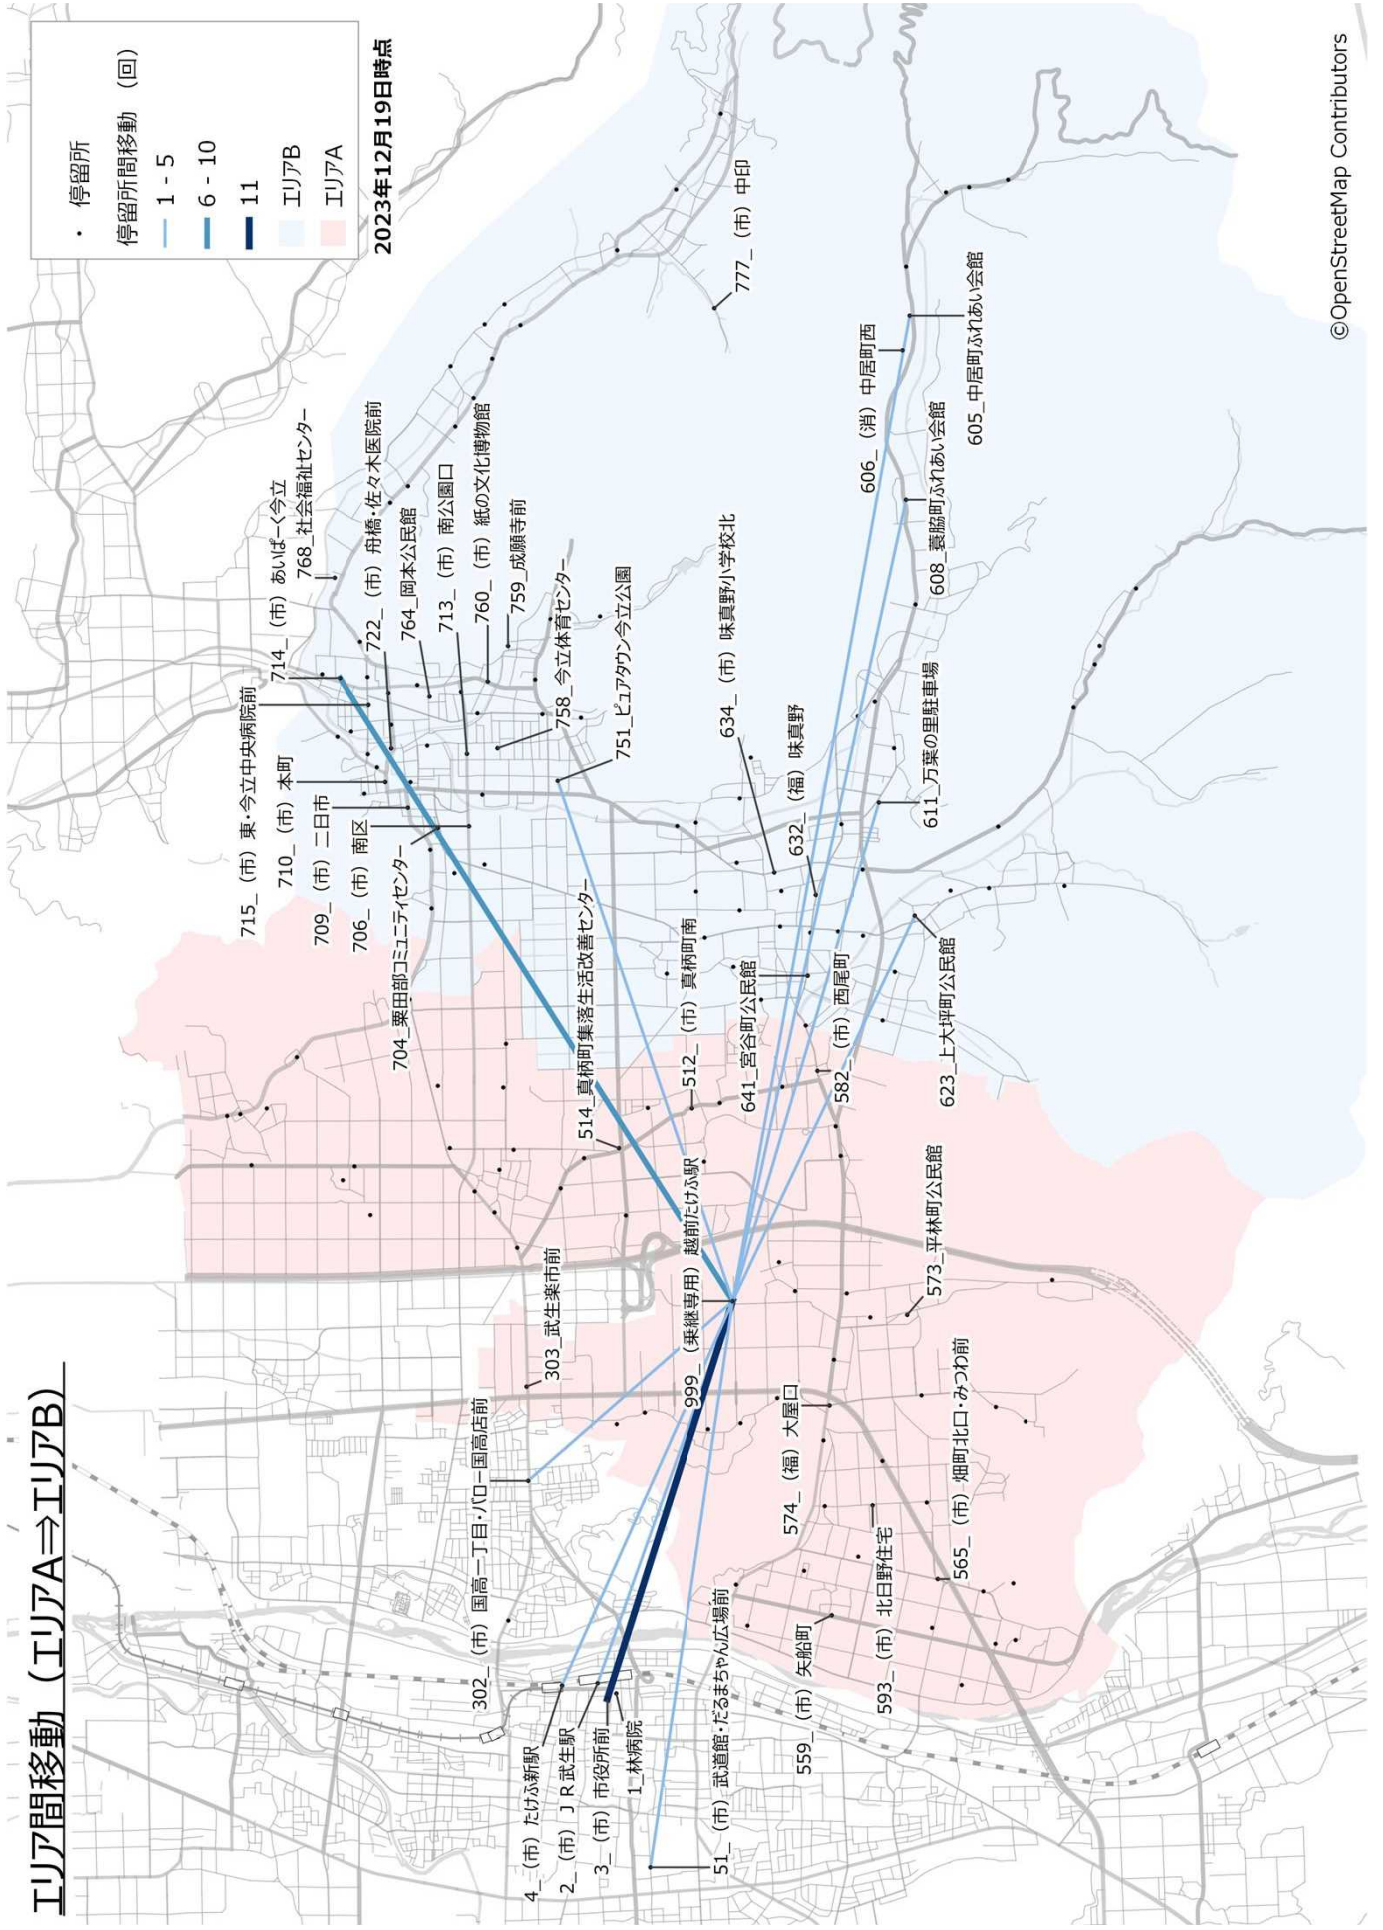 エリア間移動（エリアA⇒エリアB）
・停留所
停留所間移動 （回）
1 - 5
6 - 10
11
エリアB
エリアA
2023年12月19日時点
768_社会福祉センター
714_（市）あいぱーく今立
715_（市）東・今立中央病院前
722_（市）舟橋・佐々木医院前
710_（市）本町
764_岡本公民館
709_（市）二日市
713_（市）南公園口
706_（市）南区
760_（市）紙の文化博物館
704_粟田部コミュニティセンター
759_成願寺前
758_今立体育センター
751_ピュアタウン今立公園
777_（市）中印
514_真柄町集落生活改善センター
512_（市）真柄町南
634_（市）味真野小学校北
632_（福）味真野
641_宮谷町公民館
582_（市）西尾町
606_（消）中居町西
605_中居町ふれあい会館
608_蓑脇町ふれあい会館
611_万葉の里駐車場
623_上大坪町公民館
303_武生楽市前
302_（市）国高一丁目・バロー国高店前
999_（乗継専用）越前たけふ駅
573_平林町公民館
574_（福）大屋口
565_（市）畑町北口・みつわ前
593_（市）北日野住宅
559_（市）矢船町
4_（市）たけふ新駅
2_（市）ＪＲ武生駅
3_（市）市役所前
1_林病院
51_（市）武道館・だるまちゃん広場前
©OpenStreetMap Contributors